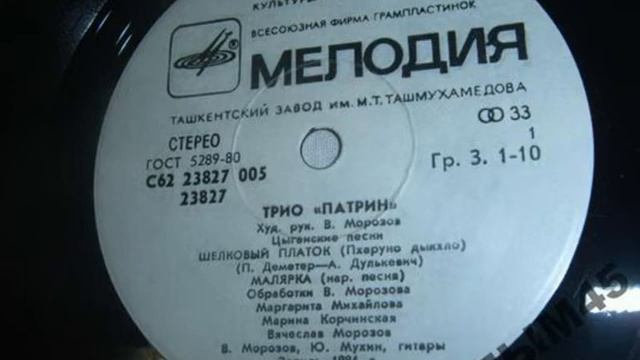 КУЛЬТУРЫ
ВСЕСОЮЗНАЯ ФИРМА ГРАМПЛАСТИНОК
МЕЛОДИЯ
ТАШКЕНТСКИЙ ЗАВОД ИМ. М.Т. ТАШМУХАМЕДОВА
СТЕРЕО
33
ГОСТ 5289-80
1
С62 23827 005
Гр. 3. 1-10
23827
ТРИО «ПАТРИН»
Худ. рук. В. Морозов
Цыганские песни
ШЕЛКОВЫЙ ПЛАТОК (Пхаруно дыкхло)
(П. Деметер—А. Дулькевич)
МАЛЯРКА (нар. песня)
Обработки В. Морозова
Маргарита Михайлова
Марина Корчинская
Вячеслав Морозов
В. Морозов, Ю. Мухин, гитары